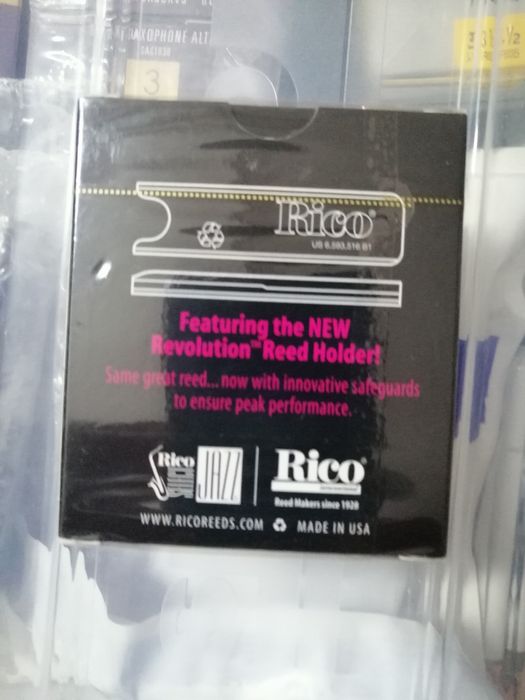 SAXOPHONE ALT
3
3½
Rico®
US 6,593,516 B1
Featuring the NEW
Revolution™ Reed Holder!
Same great reed... now with innovative safeguards
to ensure peak performance.
Rico
JAZZ
Rico®
Reed Makers since 1928
WWW.RICOREEDS.COM MADE IN USA